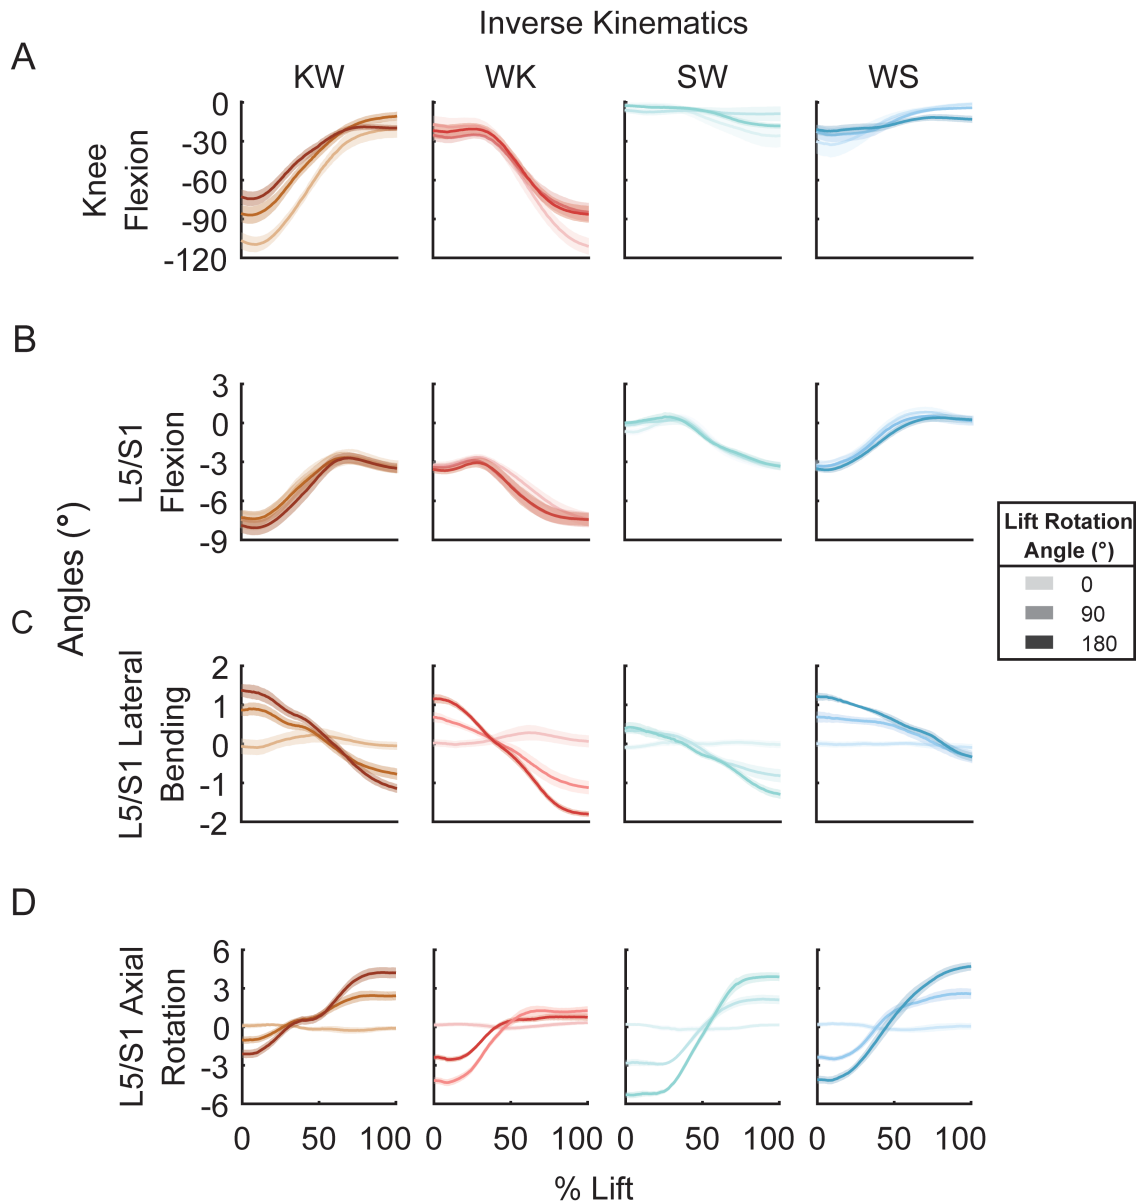 Inverse Kinematics
A
KW
WK
SW
WS
Knee
Flexion
0
-30
-60
-90
-120
B
L5/S1
Flexion
3
0
-3
-6
-9
Angles (°)
Lift Rotation
Angle (°)
0
90
180
C
L5/S1 Lateral
Bending
2
1
0
-1
-2
D
L5/S1 Axial
Rotation
6
3
0
-3
-6
0 50 100
0 50 100
0 50 100
0 50 100
% Lift